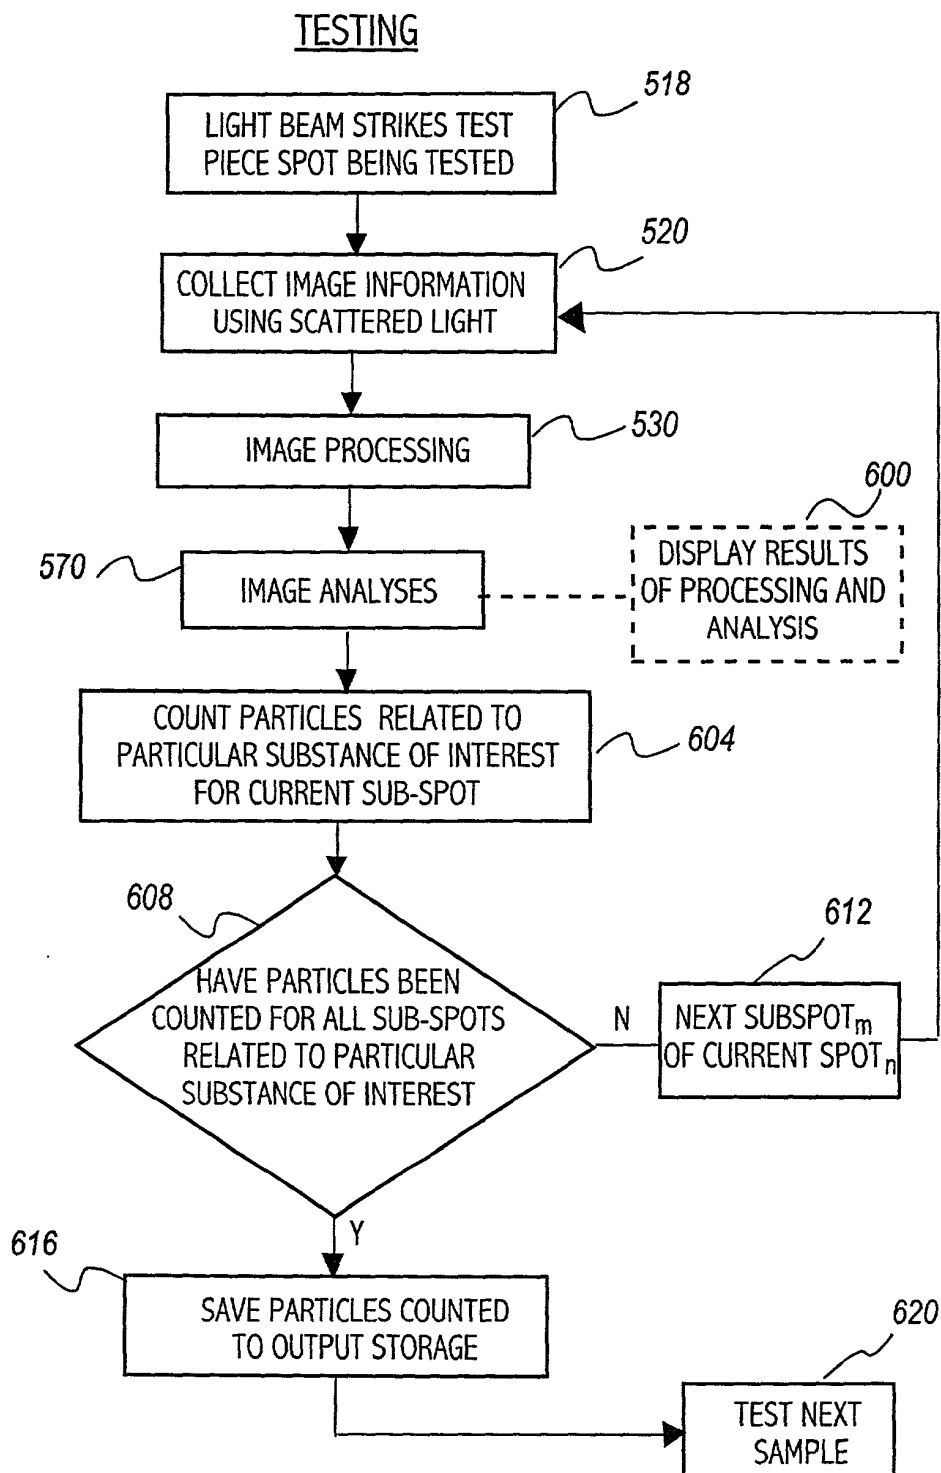 TESTING
518
LIGHT BEAM STRIKES TEST
PIECE SPOT BEING TESTED
520
COLLECT IMAGE INFORMATION
USING SCATTERED LIGHT
530
IMAGE PROCESSING
600
DISPLAY RESULTS
OF PROCESSING AND
ANALYSIS
570
IMAGE ANALYSES
COUNT PARTICLES RELATED TO
PARTICULAR SUBSTANCE OF INTEREST
FOR CURRENT SUB-SPOT
604
608
HAVE PARTICLES BEEN
COUNTED FOR ALL SUB-SPOTS
RELATED TO PARTICULAR
SUBSTANCE OF INTEREST
N
612
NEXT SUBSPOTm
OF CURRENT SPOTn
Y
616
SAVE PARTICLES COUNTED
TO OUTPUT STORAGE
620
TEST NEXT
SAMPLE